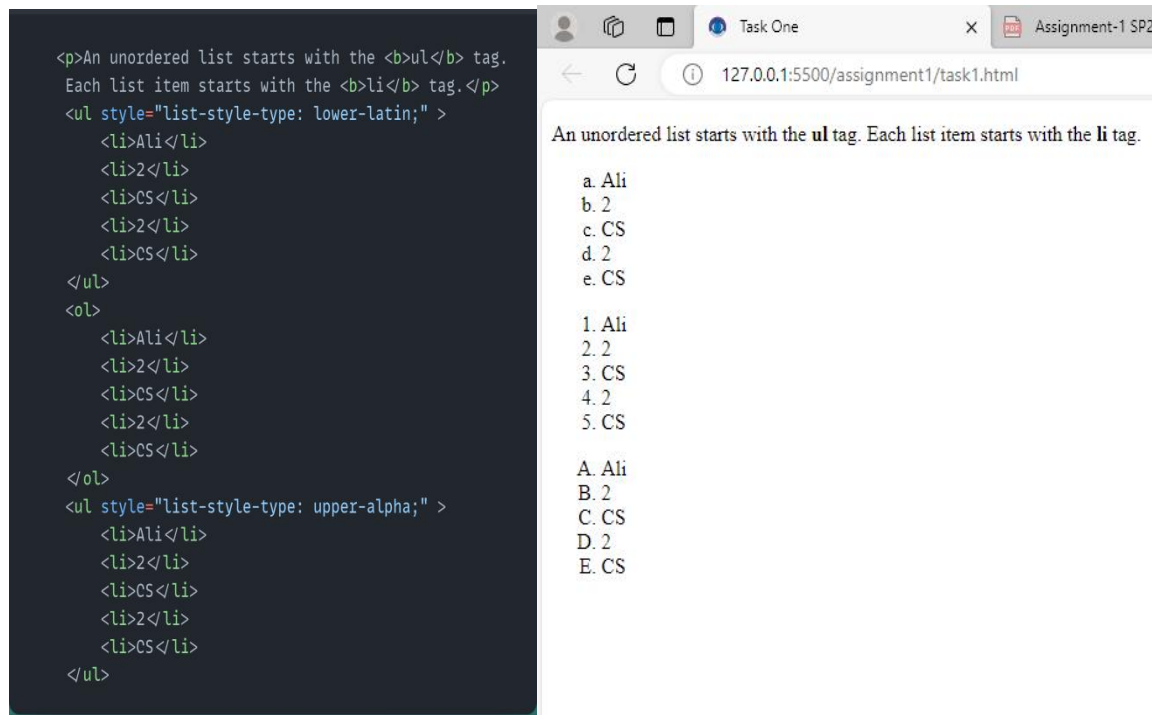 <p>An unordered list starts with the <b>ul</b> tag.
Each list item starts with the <b>li</b> tag.</p>
<ul style="list-style-type: lower-latin;" >
<li>Ali</li>
<li>2</li>
<li>CS</li>
<li>2</li>
<li>CS</li>
</ul>
<ol>
<li>Ali</li>
<li>2</li>
<li>CS</li>
<li>2</li>
<li>CS</li>
</ol>
<ul style="list-style-type: upper-alpha;" >
<li>Ali</li>
<li>2</li>
<li>CS</li>
<li>2</li>
<li>CS</li>
</ul>
Task One
PDF
Assignment-1 SP2
127.0.0.1:5500/assignment1/task1.html
An unordered list starts with the ul tag. Each list item starts with the li tag.
a. Ali
b. 2
c. CS
d. 2
e. CS
1. Ali
2. 2
3. CS
4. 2
5. CS
A. Ali
B. 2
C. CS
D. 2
E. CS